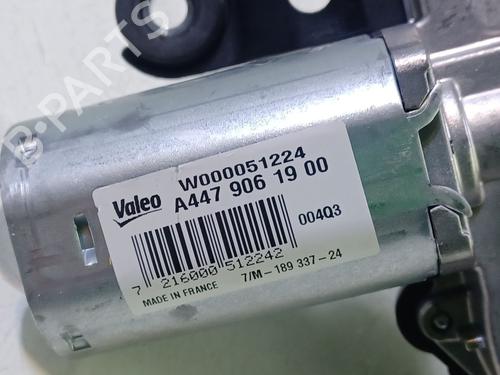 B-PARTS
Valeo
W000051224
A447 906 19 00
004Q3
7 216000 512242
MADE IN FRANCE 7/M-189 337-24